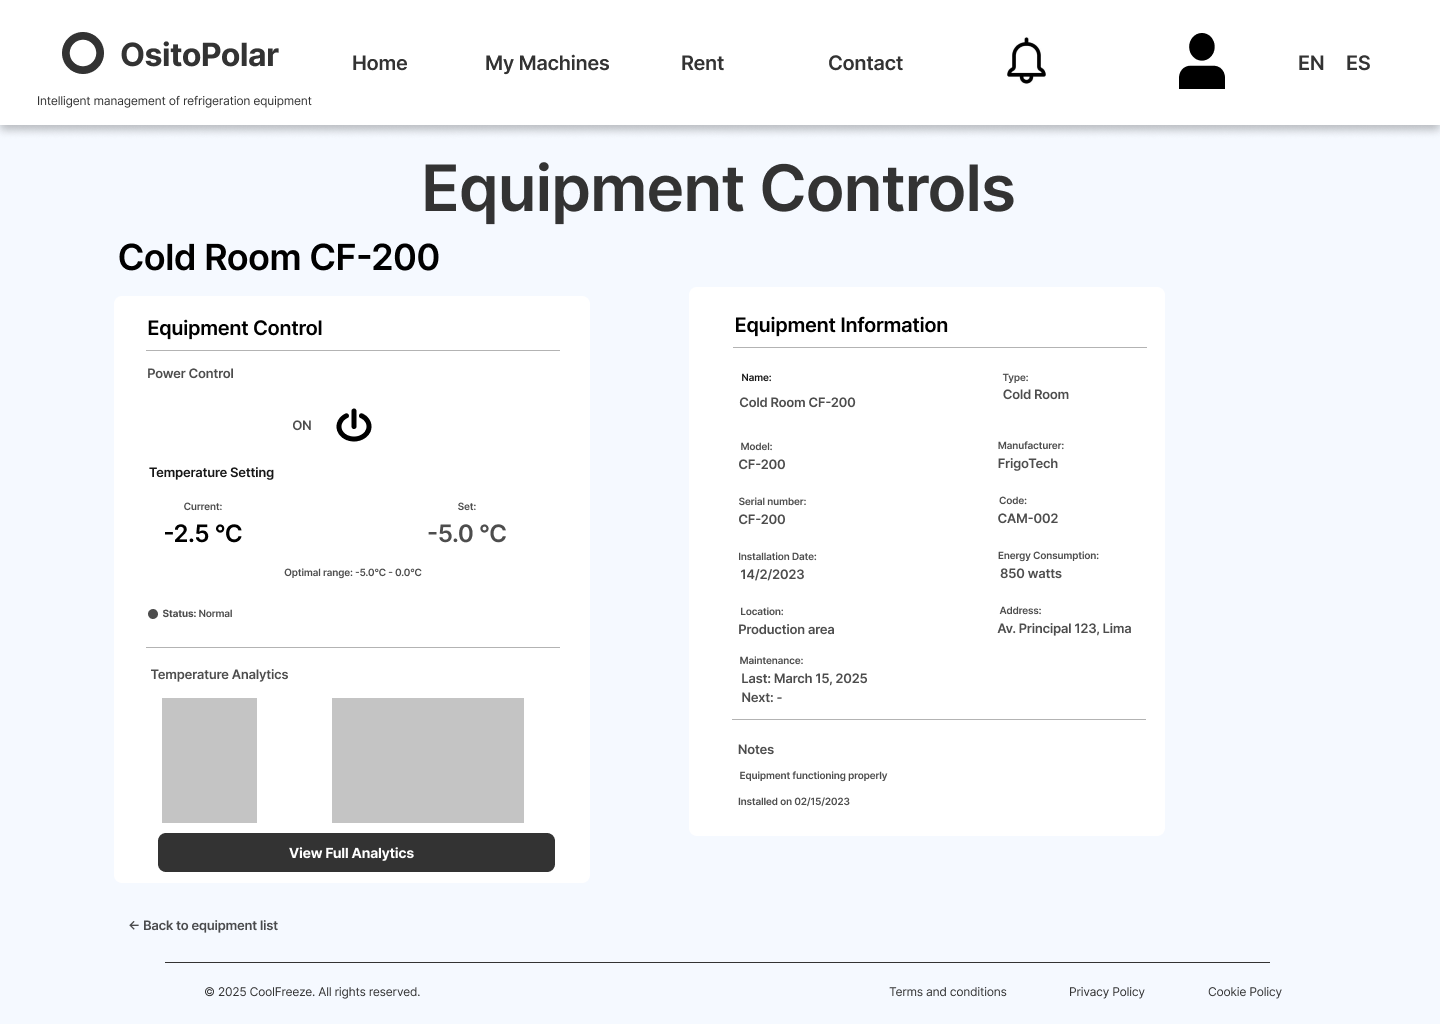 OsitoPolar
Intelligent management of refrigeration equipment
Home
My Machines
Rent
Contact
EN
ES
Equipment Controls
Cold Room CF-200
Equipment Control
Power Control
ON
Temperature Setting
Current:
Set:
-2.5 °C
-5.0 °C
Optimal range: -5.0°C - 0.0°C
Status: Normal
Temperature Analytics
View Full Analytics
Equipment Information
Name:
Cold Room CF-200
Type:
Cold Room
Model:
CF-200
Manufacturer:
FrigoTech
Serial number:
CF-200
Code:
CAM-002
Installation Date:
14/2/2023
Energy Consumption:
850 watts
Location:
Production area
Address:
Av. Principal 123, Lima
Maintenance:
Last: March 15, 2025
Next: -
Notes
Equipment functioning properly
Installed on 02/15/2023
← Back to equipment list
© 2025 CoolFreeze. All rights reserved.
Terms and conditions
Privacy Policy
Cookie Policy